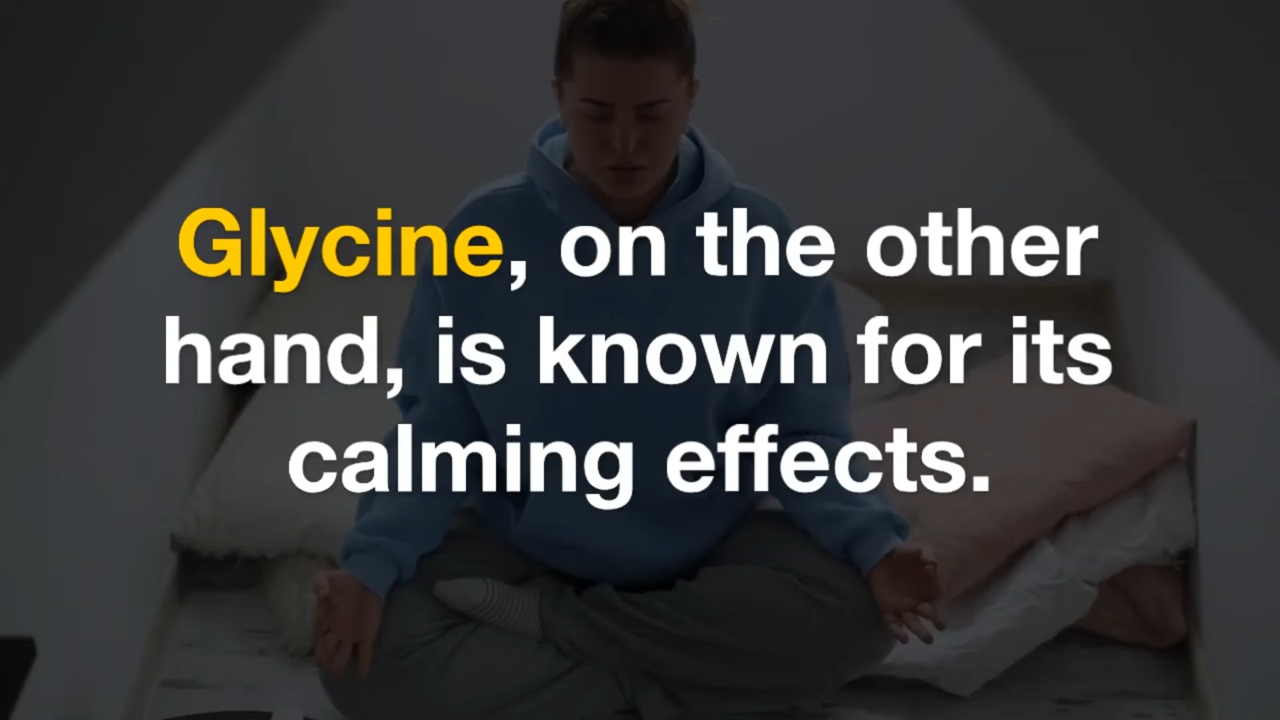 Glycine, on the other
hand, is known for its
calming effects.